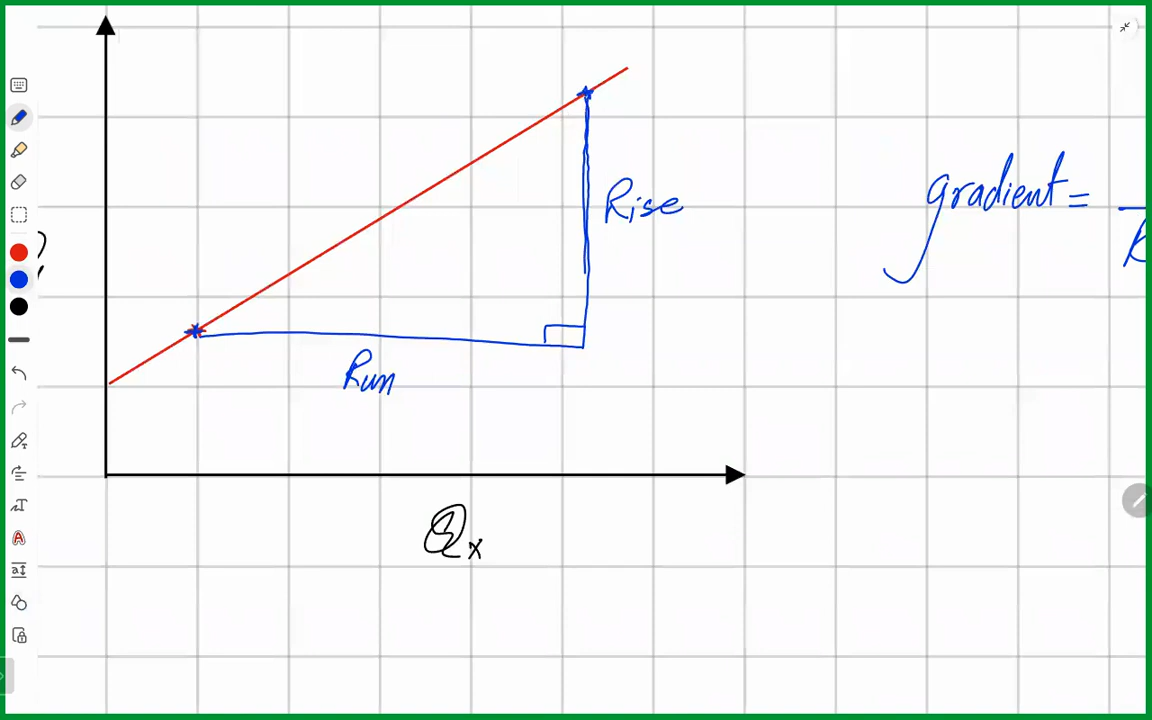 Rise
gradient =
Run
Qx